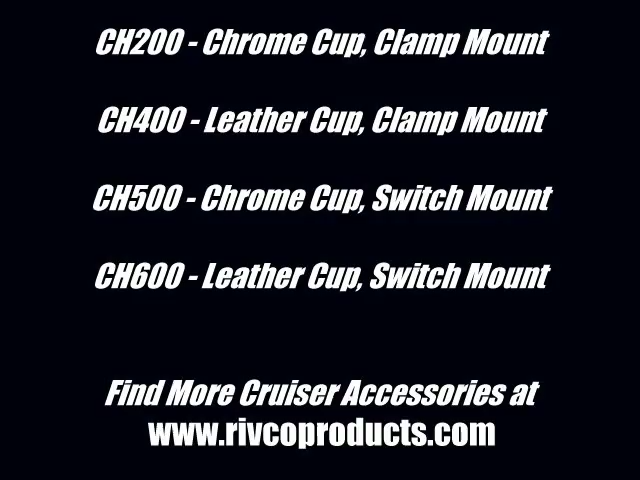 CH200 - Chrome Cup, Clamp Mount
CH400 - Leather Cup, Clamp Mount
CH500 - Chrome Cup, Switch Mount
CH600 - Leather Cup, Switch Mount
Find More Cruiser Accessories at
www.rivcoproducts.com